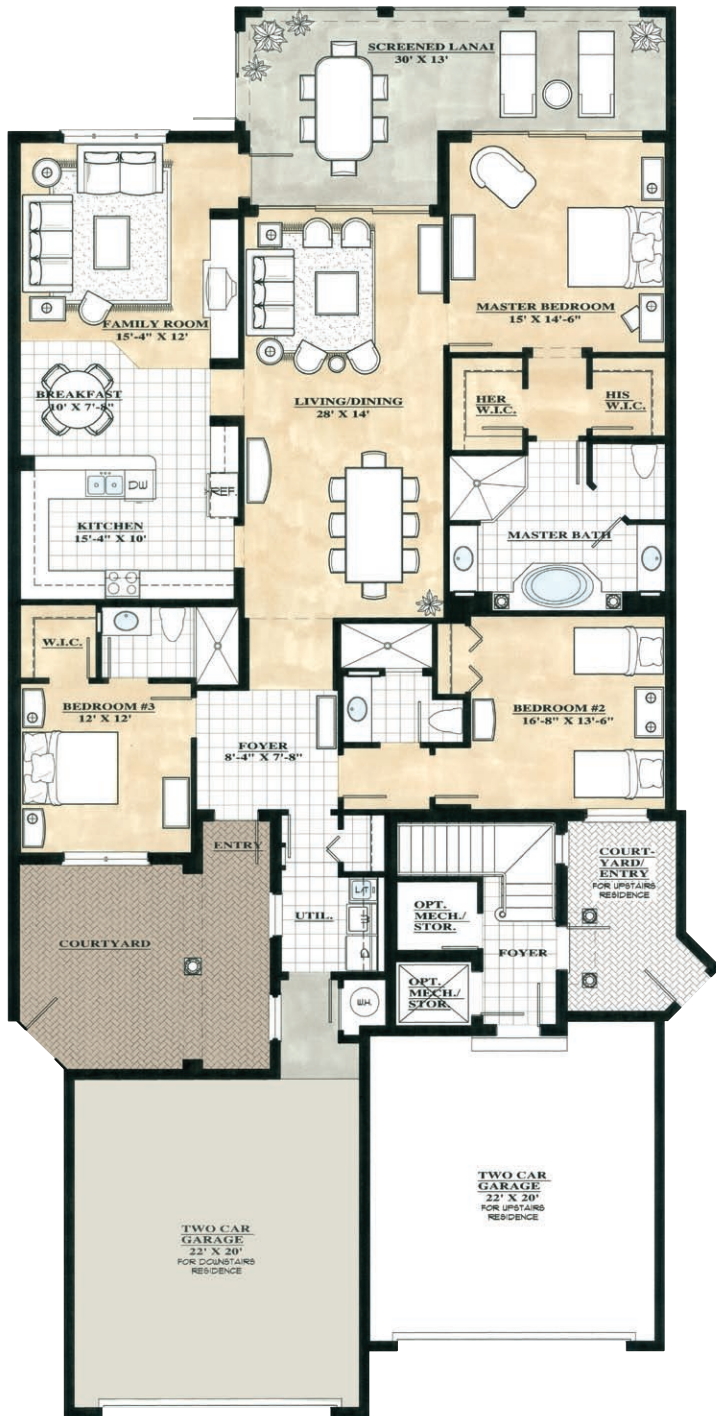 SCREENED LANAI
30' X 13'
MASTER BEDROOM
15' X 14'-6"
FAMILY ROOM
15'-4" X 12'
BREAKFAST
10' X 7'-8"
LIVING/DINING
28' X 14'
HER
W.I.C.
HIS
W.I.C.
REF.
DW
KITCHEN
15'-4" X 10'
MASTER BATH
W.I.C.
BEDROOM #3
12' X 12'
BEDROOM #2
16'-8" X 13'-6"
FOYER
8'-4" X 7'-8"
ENTRY
COURT-
YARD/
ENTRY
FOR UPSTAIRS
RESIDENCE
L/T
OPT.
MECH./
STOR.
UTIL.
COURTYARD
FOYER
D
OPT.
MECH./
STOR.
W.H.
TWO CAR
GARAGE
22' X 20'
FOR UPSTAIRS
RESIDENCE
TWO CAR
GARAGE
22' X 20'
FOR DOWNSTAIRS
RESIDENCE